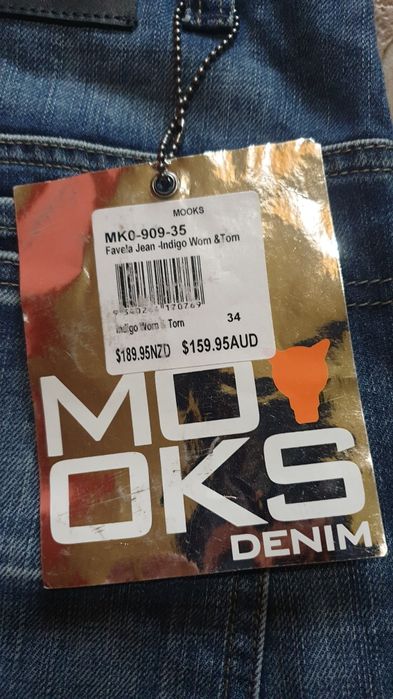 MOOKS
MK0-909-35
Favela Jean -Indigo Worn &Torn
Indigo Worn & Torn
34
$189.95NZD $159.95AUD
MO
OKS
DENIM